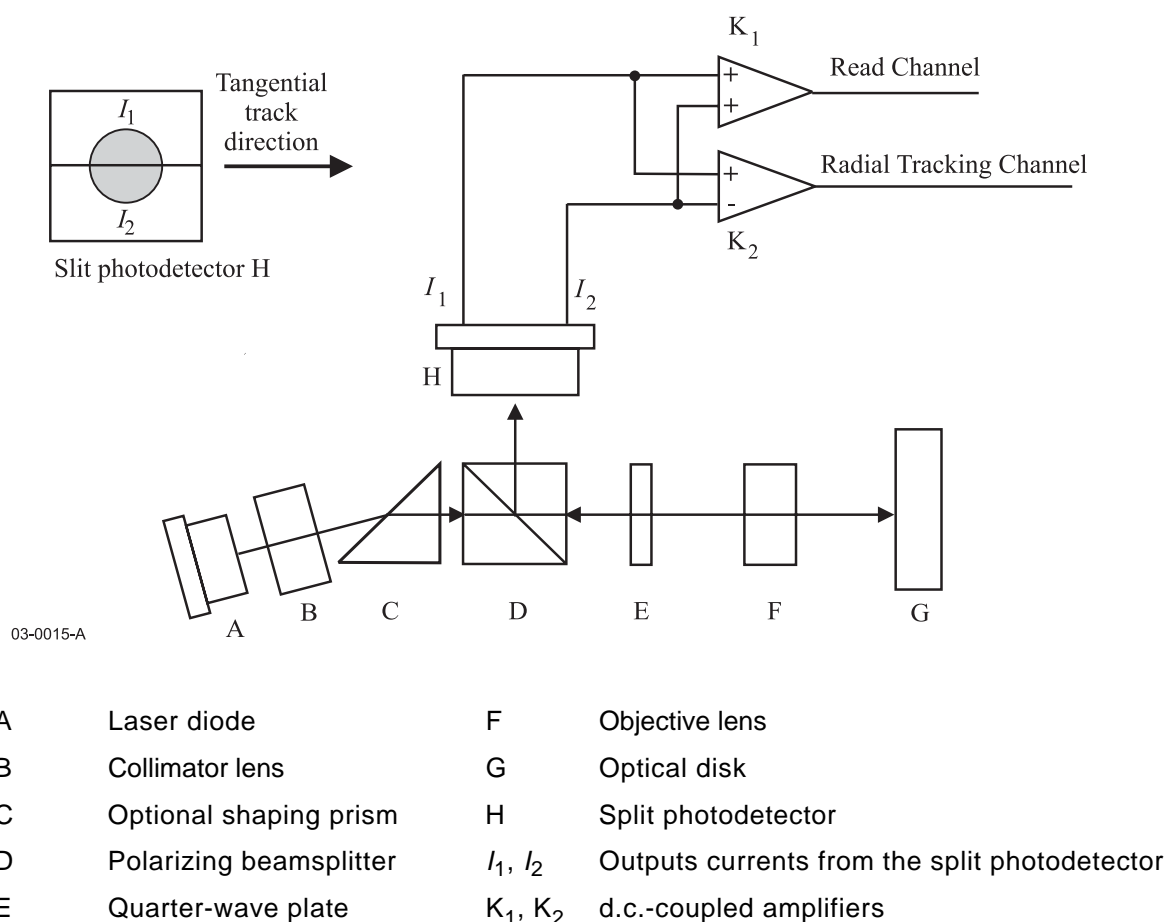 K1
Read Channel
Tangential
track
direction
I1
I2
+
+
Radial Tracking Channel
+
-
K2
Slit photodetector H
I1
I2
H
A
B
C
D
E
F
G
03-0015-A
A Laser diode F Objective lens
B Collimator lens G Optical disk
C Optional shaping prism H Split photodetector
D Polarizing beamsplitter I1, I2 Outputs currents from the split photodetector
E Quarter-wave plate K1, K2 d.c.-coupled amplifiers